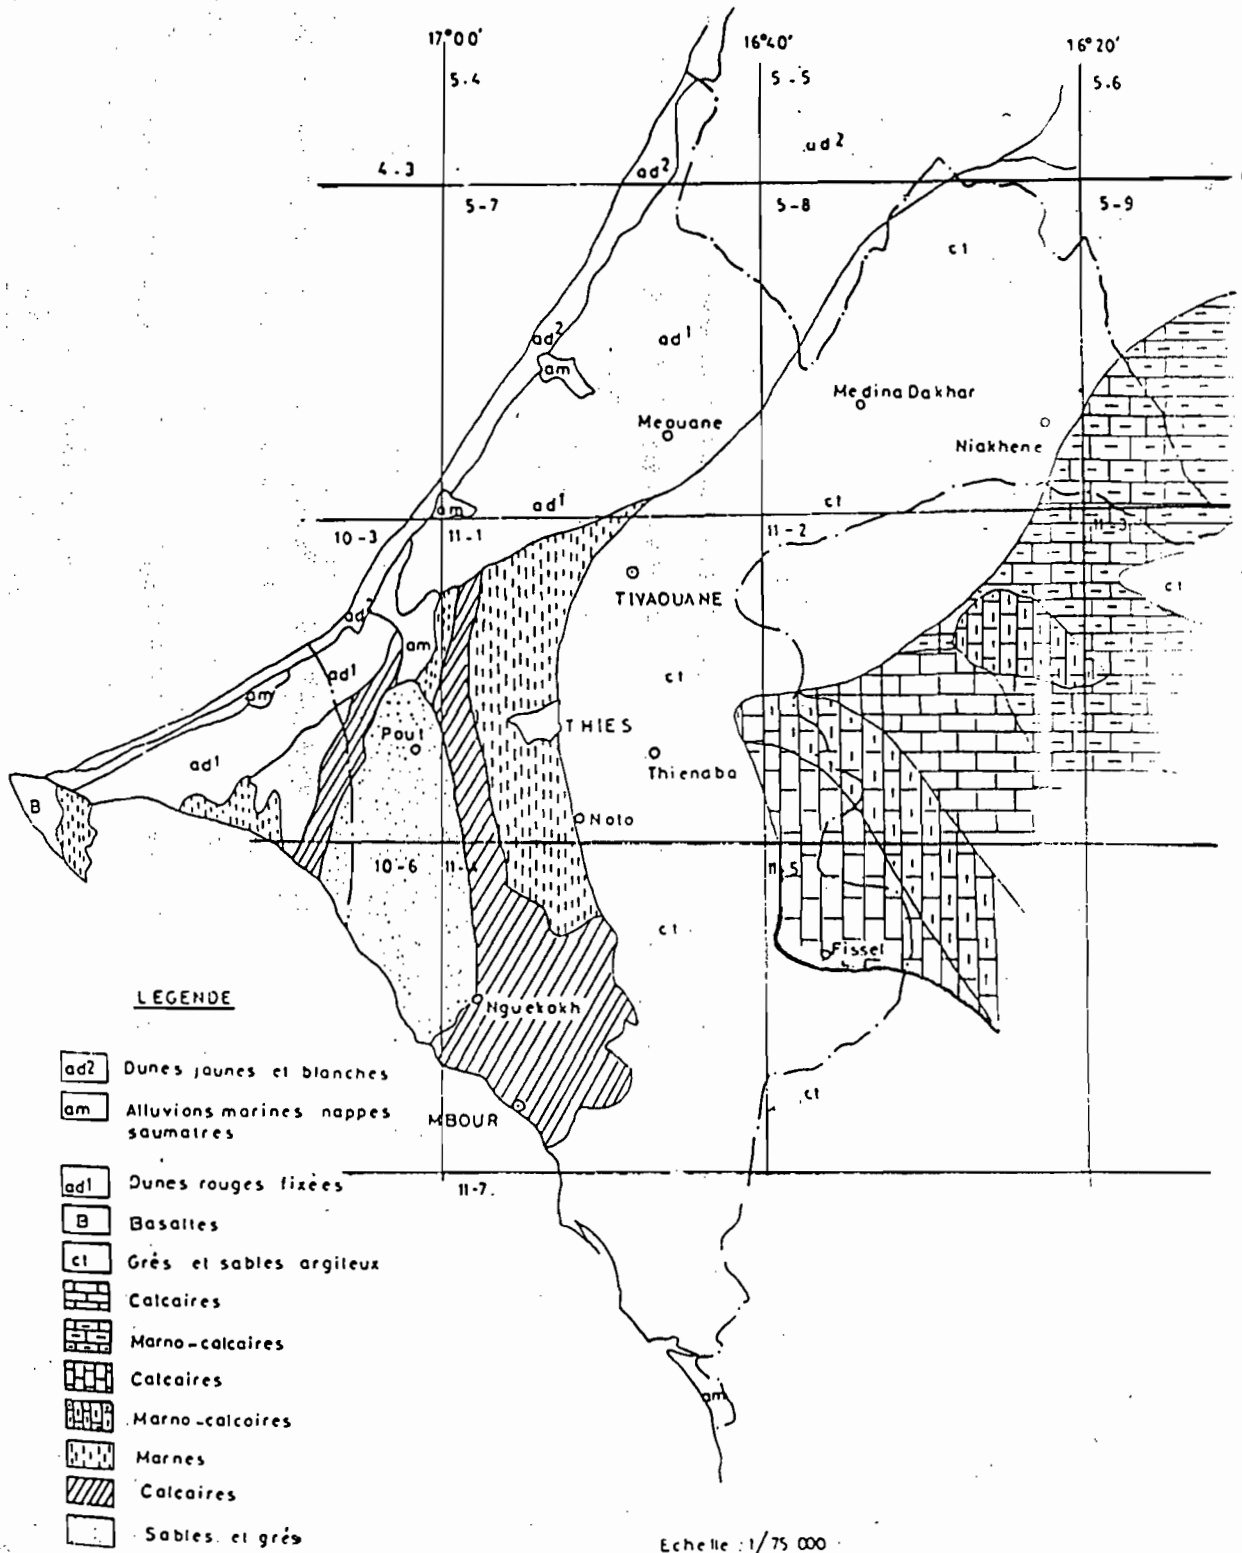 17°00'
16°40'
16°20'
5.4
5-5
5.6
ad2
4-3
ad2
5-7
5-8
5-9
ct
ad2
ad1
am
Medina Dakhar
Meouane
Niakhene
am
ad1
ct
10-3
11-1
11-2
11-3
TIVAOUANE
ct
am
ad1
ct
am
Pout
THIES
Thienaba
ad1
B
Noto
10-6
11-5
ct
Fissel
LEGENDE
Nguekokh
ad2 Dunes jaunes et blanches
am Alluvions marines nappes
saumatres
MBOUR
ct
ad1 Dunes rouges fixées
11-7.
B Basaltes
ct Grés et sables argileux
Calcaires
Marno-calcaires
Calcaires
am
Marno-calcaires
Marnes
Calcaires
Sables et grés
Echelle : 1/75 000